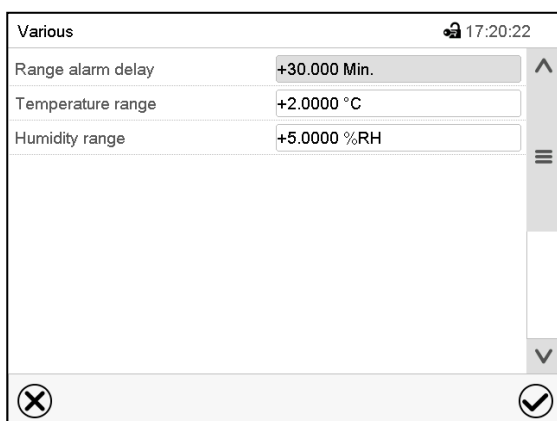 Various 17:20:22
Range alarm delay +30.000 Min.
Temperature range +2.0000 °C
Humidity range +5.0000 %RH